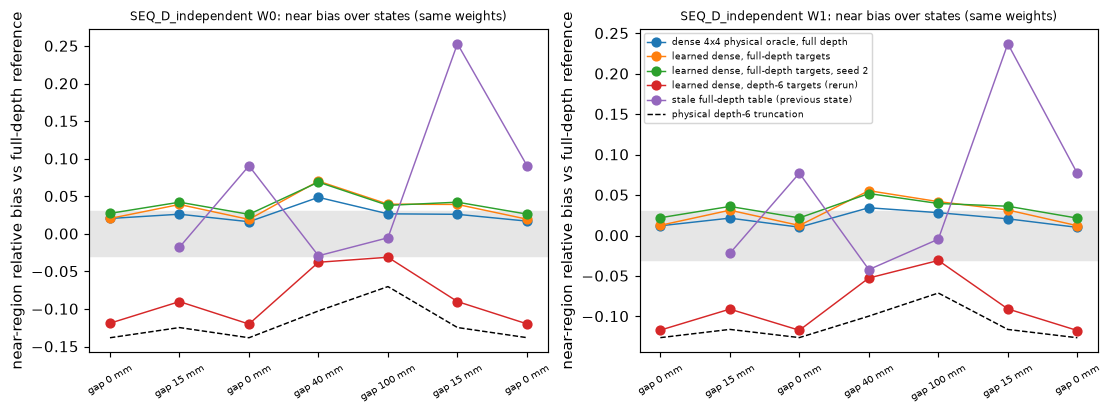 SEQ_D_independent W0: near bias over states (same weights)
near-region relative bias vs full-depth reference
0.25
0.20
0.15
0.10
0.05
0.00
−0.05
−0.10
−0.15
gap 0 mm
gap 15 mm
gap 0 mm
gap 40 mm
gap 100 mm
gap 15 mm
gap 0 mm
SEQ_D_independent W1: near bias over states (same weights)
near-region relative bias vs full-depth reference
0.25
0.20
0.15
0.10
0.05
0.00
−0.05
−0.10
dense 4x4 physical oracle, full depth
learned dense, full-depth targets
learned dense, full-depth targets, seed 2
learned dense, depth-6 targets (rerun)
stale full-depth table (previous state)
physical depth-6 truncation
gap 0 mm
gap 15 mm
gap 0 mm
gap 40 mm
gap 100 mm
gap 15 mm
gap 0 mm